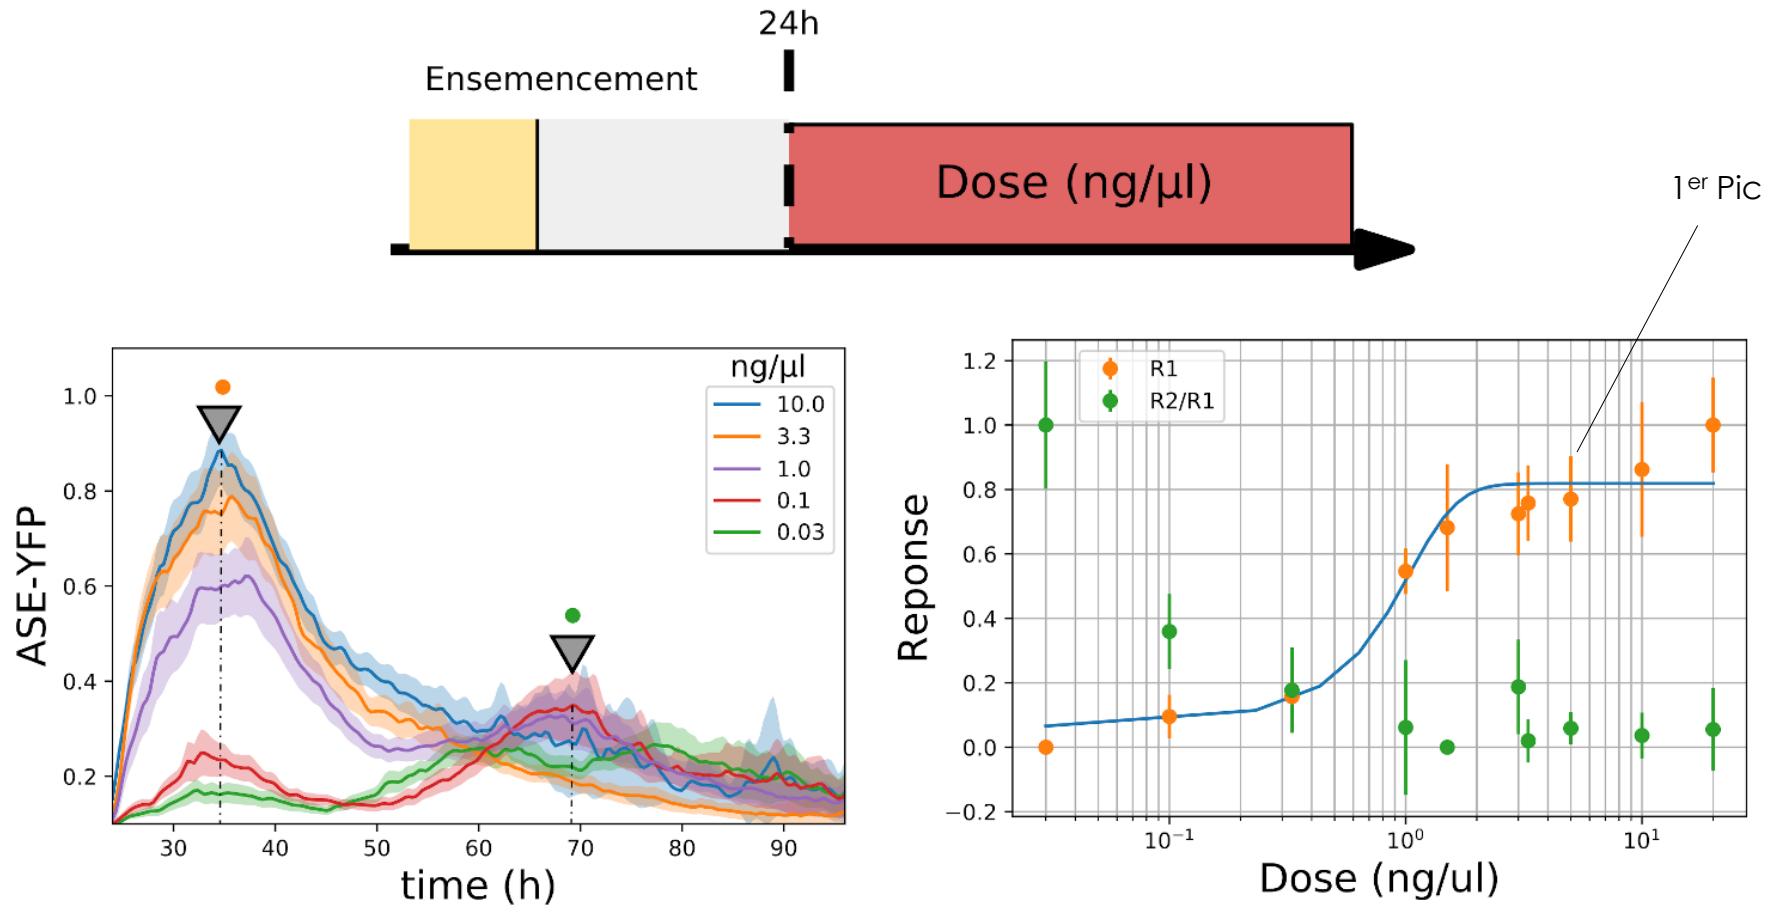 24h
Ensemencement
Dose (ng/µl)
1er Pic
ng/µl
10.0
3.3
1.0
0.1
0.03
1.0
0.8
0.6
0.4
0.2
ASE-YFP
30 40 50 60 70 80 90
time (h)
R1
R2/R1
1.2
1.0
0.8
0.6
0.4
0.2
0.0
−0.2
Reponse
10⁻¹ 10⁰ 10¹
Dose (ng/ul)